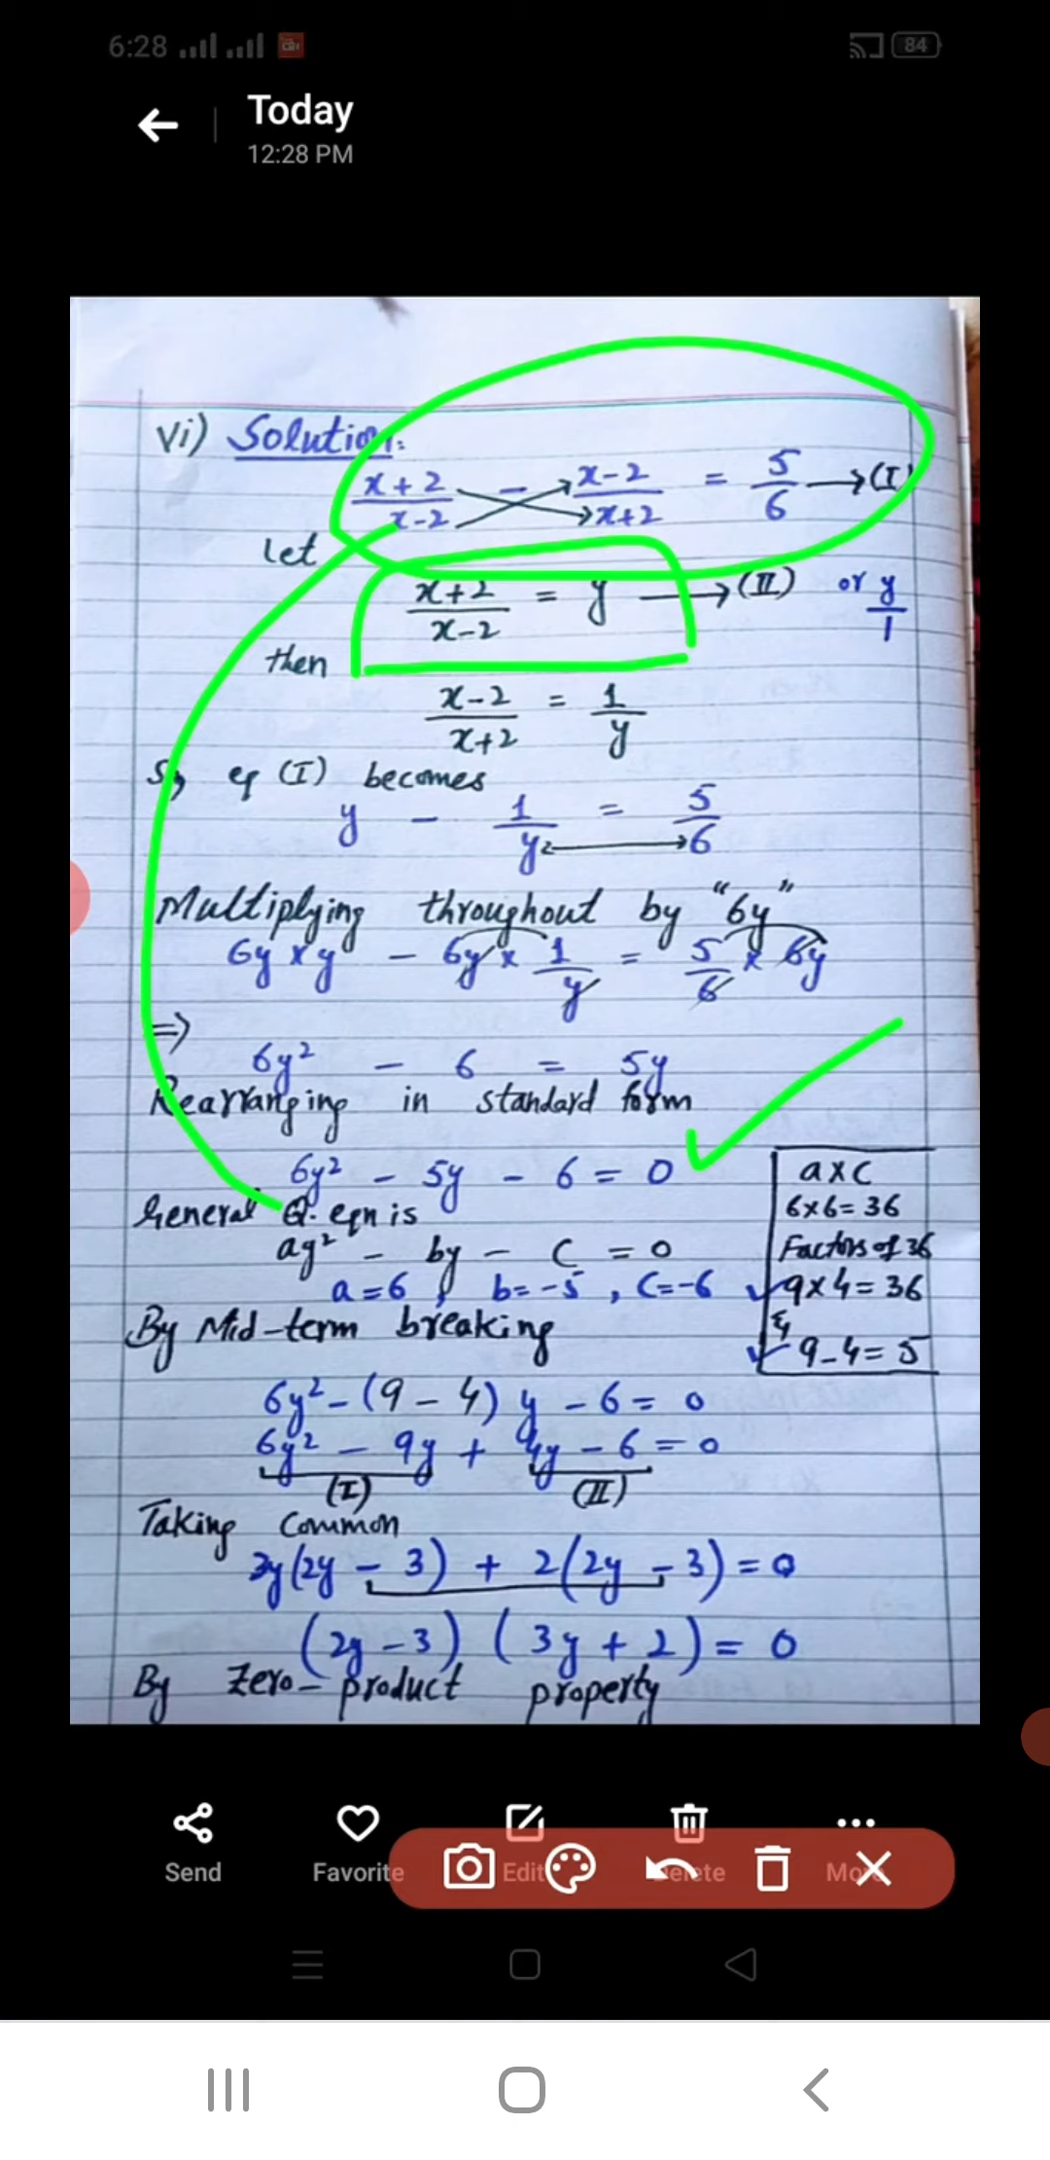 6:28 84
Today
12:28 PM
vi) Solution:
x+2/x-2 - x-2/x+2 = 5/6 → (I)
Let
x+2/x-2 = y → (II) or y/1
then
x-2/x+2 = 1/y
So, eq (I) becomes
y - 1/y = 5/6
Multiplying throughout by "6y"
6y × y - 6y × 1/y = 5/6 × 6y
⇒
6y² - 6 = 5y
Rearranging in standard form
6y² - 5y - 6 = 0
General Q. eqn is
ay² - by - c = 0
a=6, b=-5, c=-6
a×c
6×6=36
Factors of 36
9×4=36
&
9-4=5
By Mid-term breaking
6y²-(9-4)y-6=0
6y²-9y+4y-6=0
(I) (II)
Taking common
3y(2y-3)+2(2y-3)=0
(2y-3)(3y+2)=0
By zero-product property
Send Favorite Edit Delete More